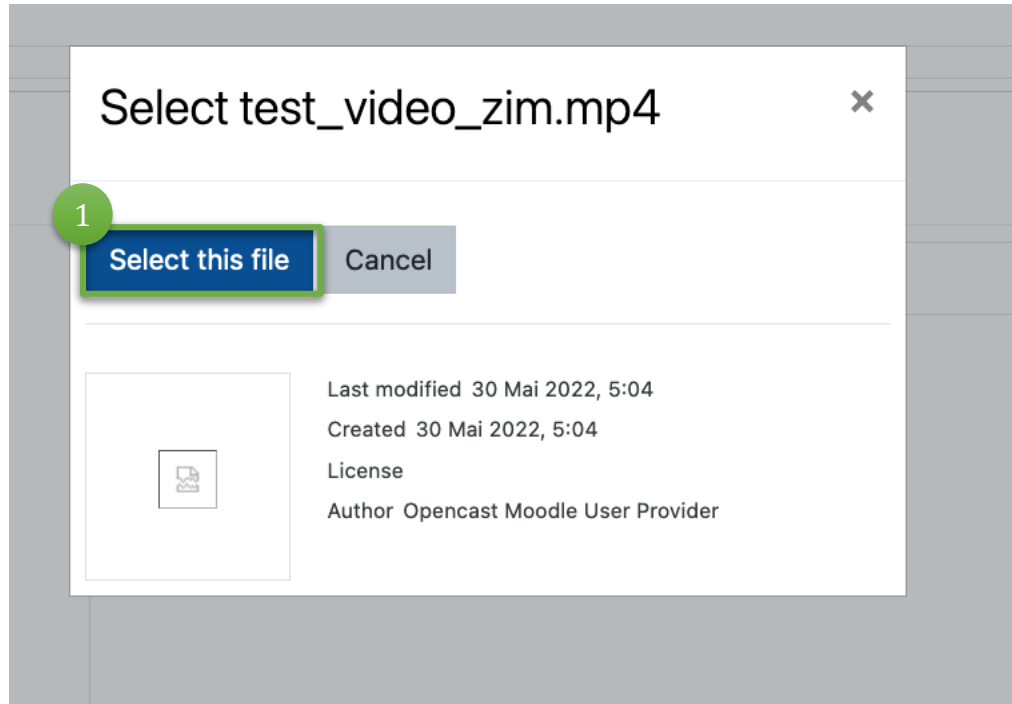 Select test_video_zim.mp4
×
1
Select this file
Cancel
Last modified 30 Mai 2022, 5:04
Created 30 Mai 2022, 5:04
License
Author Opencast Moodle User Provider